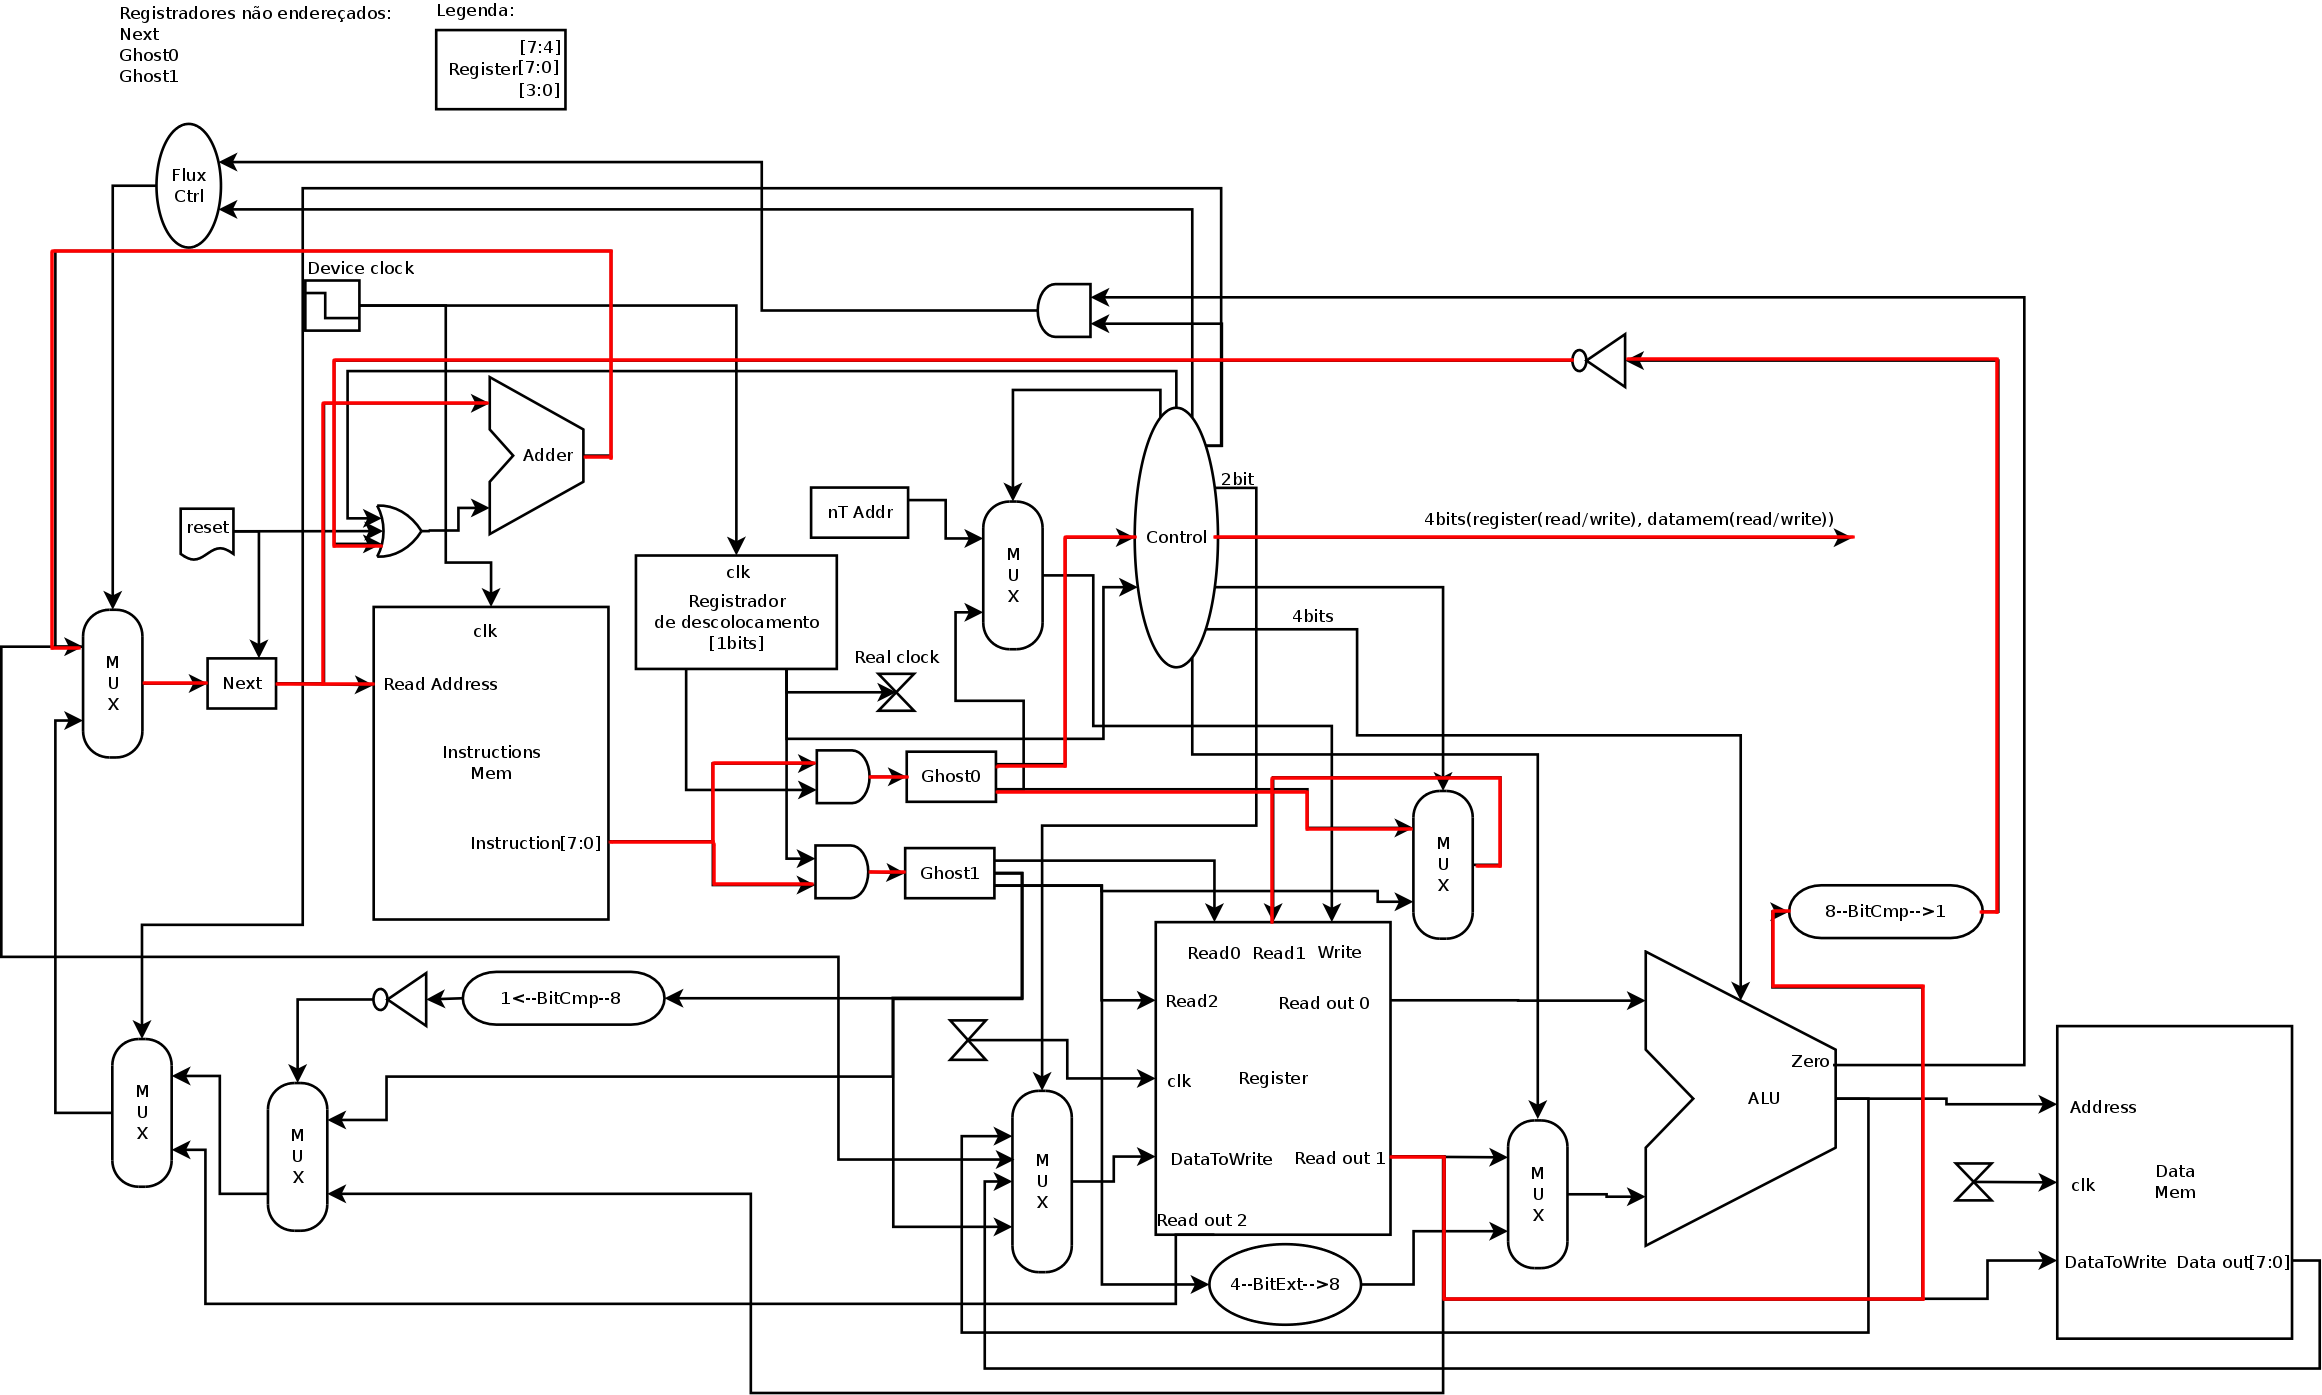 Registradores não endereçados:
Next
Ghost0
Ghost1
Legenda:
[7:4]
Register[7:0]
[3:0]
Flux
Ctrl
Device clock
Adder
reset
nT Addr
M
U
X
Control
2bit
4bits(register(read/write), datamem(read/write))
4bits
clk
Registrador
de descolocamento
[1bits]
Real clock
M
U
X
Next
clk
Read Address
Instructions
Mem
Instruction[7:0]
Ghost0
Ghost1
M
U
X
8--BitCmp-->1
1<--BitCmp--8
Read0 Read1 Write
Read2
Read out 0
clk
Register
DataToWrite
Read out 1
Read out 2
4--BitExt-->8
M
U
X
M
U
X
M
U
X
M
U
X
Zero
ALU
Address
clk
Data
Mem
DataToWrite Data out[7:0]